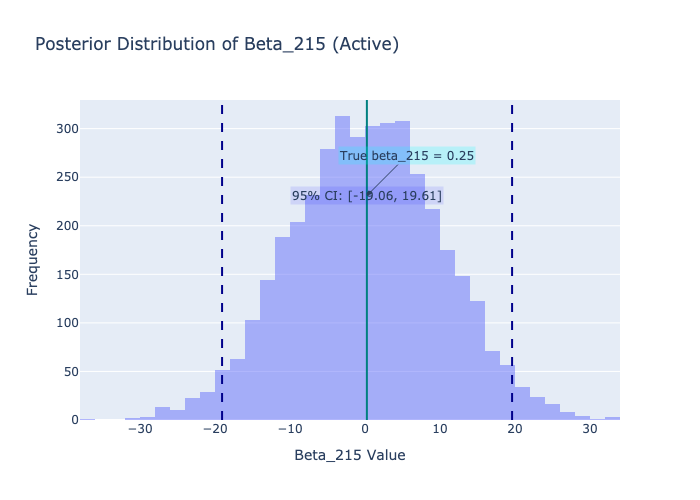 Posterior Distribution of Beta_215 (Active)
300
250
200
150
100
50
0
Frequency
True beta_215 = 0.25
95% CI: [-19.06, 19.61]
−30
−20
−10
0
10
20
30
Beta_215 Value